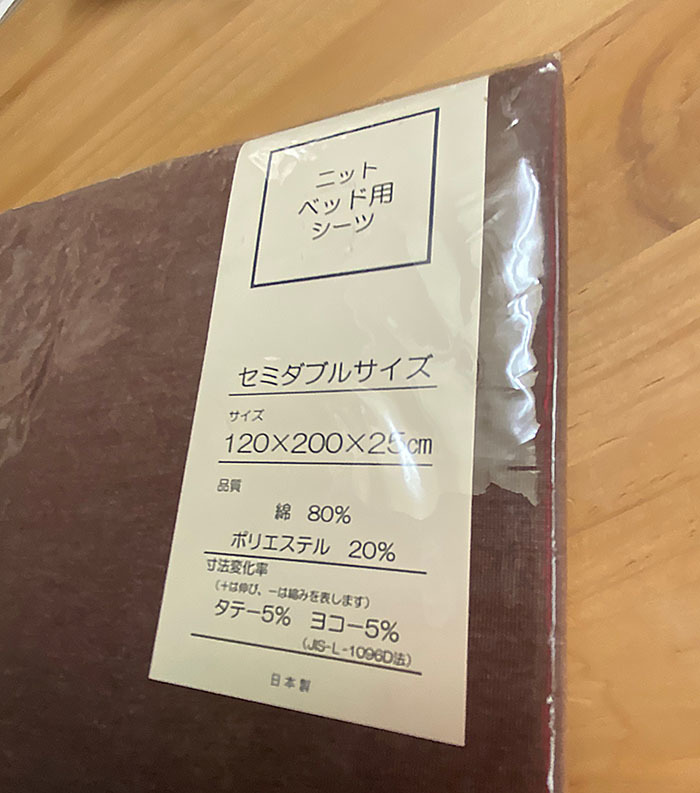 ニット
ベッド用
シーツ
セミダブルサイズ
サイズ
120×200×25cm
品質
綿 80%
ポリエステル 20%
寸法変化率
(+は伸び、-は縮みを表します)
タテ-5% ヨコ-5%
(JIS-L-1096D法)
日本製